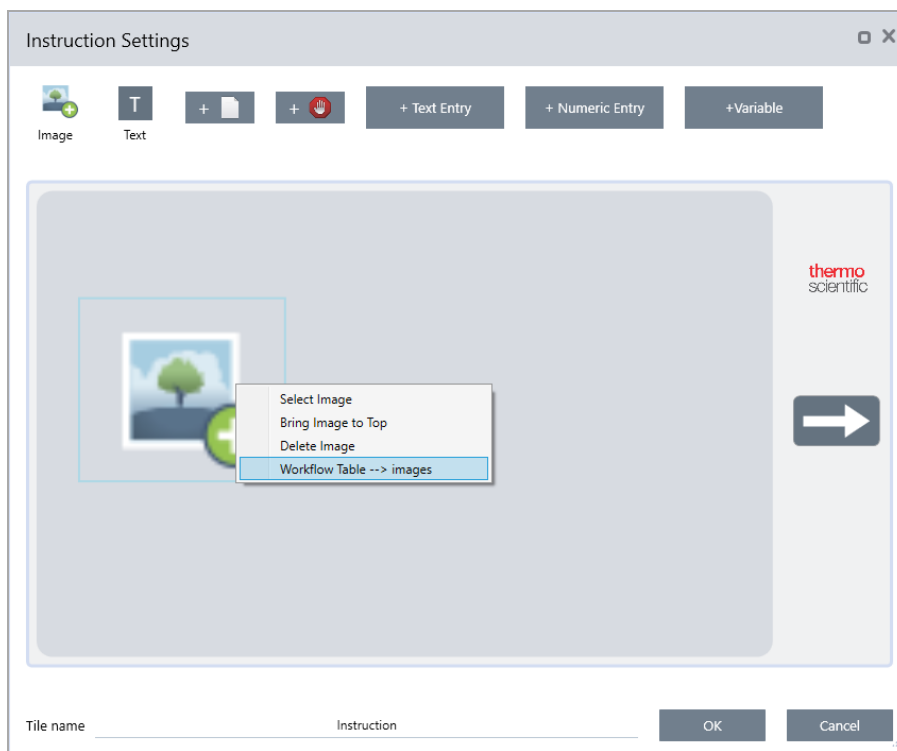 Instruction Settings
T
+
+
+ Text Entry
+ Numeric Entry
+Variable
Image
Text
thermo
scientific
Select Image
Bring Image to Top
Delete Image
Workflow Table --> images
Tile name
Instruction
OK
Cancel